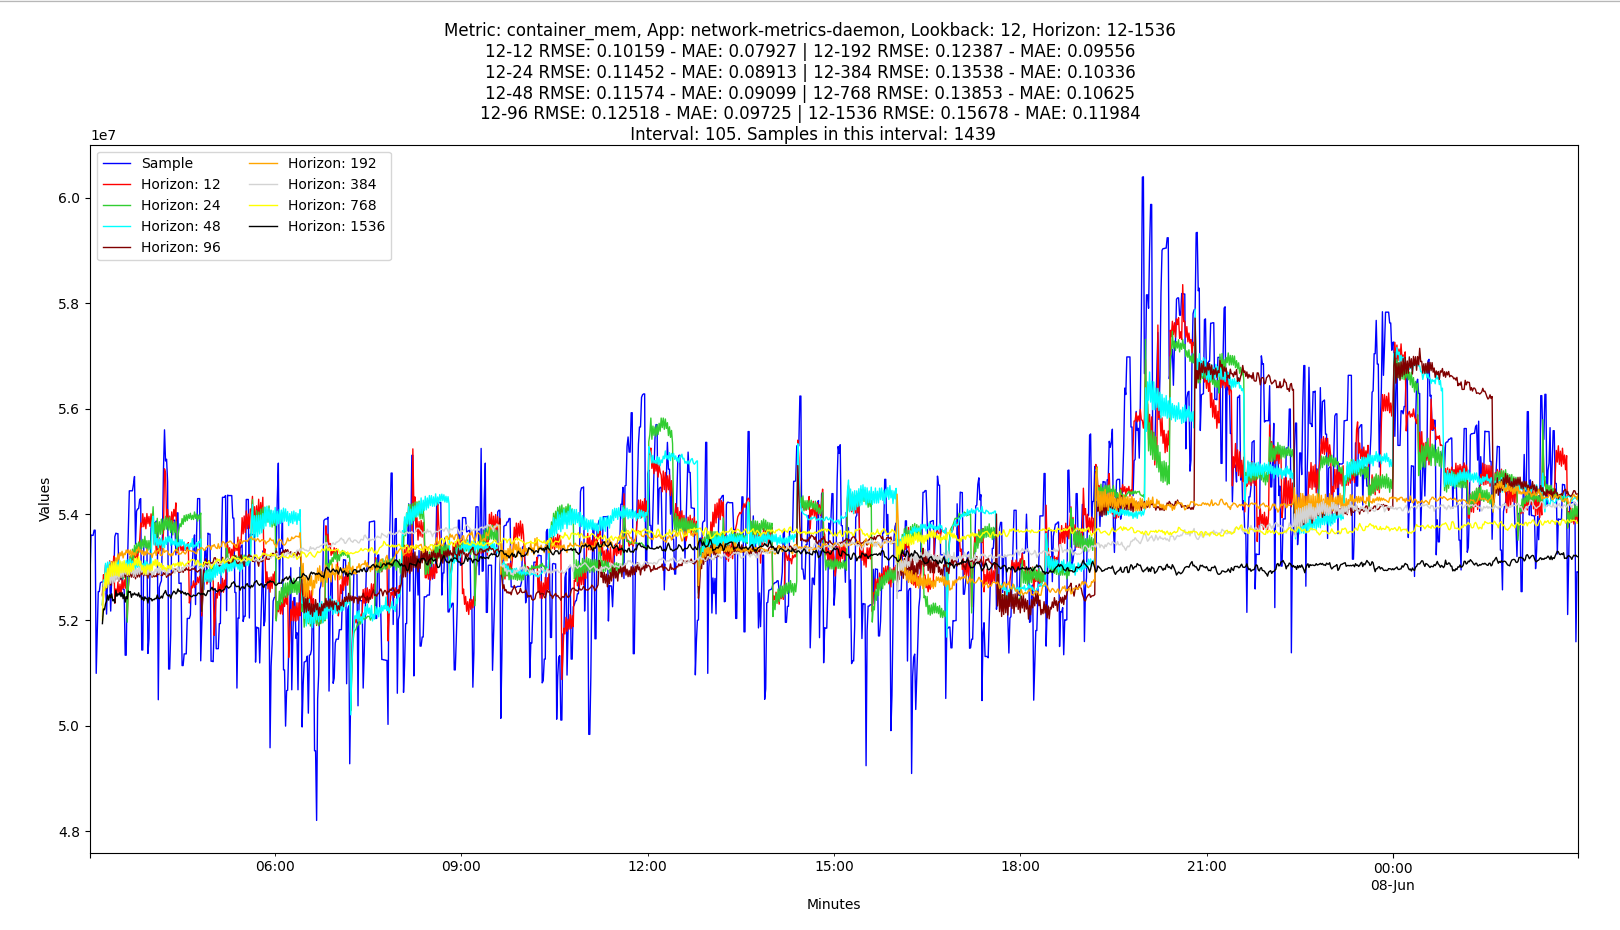 Metric: container_mem, App: network-metrics-daemon, Lookback: 12, Horizon: 12-1536
12-12 RMSE: 0.10159 - MAE: 0.07927 | 12-192 RMSE: 0.12387 - MAE: 0.09556
12-24 RMSE: 0.11452 - MAE: 0.08913 | 12-384 RMSE: 0.13538 - MAE: 0.10336
12-48 RMSE: 0.11574 - MAE: 0.09099 | 12-768 RMSE: 0.13853 - MAE: 0.10625
12-96 RMSE: 0.12518 - MAE: 0.09725 | 12-1536 RMSE: 0.15678 - MAE: 0.11984
Interval: 105. Samples in this interval: 1439
1e7
Sample
Horizon: 12
Horizon: 24
Horizon: 48
Horizon: 96
Horizon: 192
Horizon: 384
Horizon: 768
Horizon: 1536
6.0
5.8
5.6
5.4
5.2
5.0
4.8
Values
06:00
09:00
12:00
15:00
18:00
21:00
00:00
08-Jun
Minutes